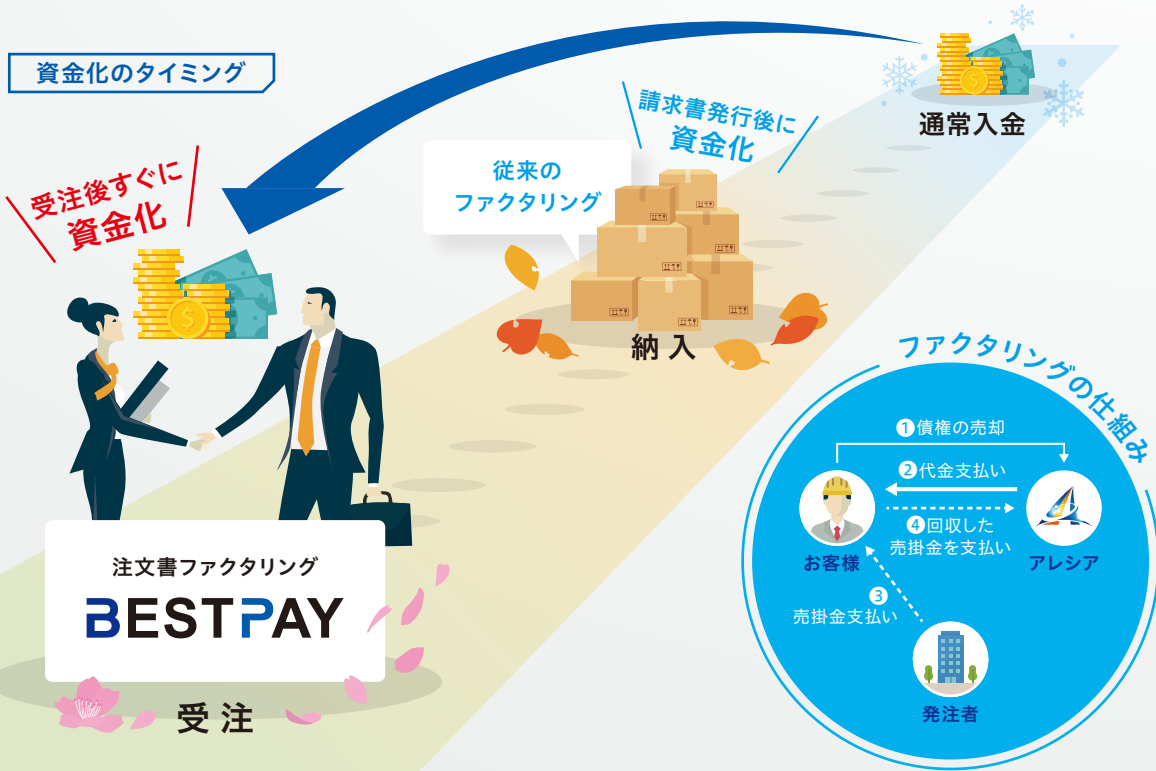 資金化のタイミング
通常入金
請求書発行後に
資金化
従来の
ファクタリング
受注後すぐに
資金化
納入
注文書ファクタリング
BESTPAY
受注
ファクタリングの仕組み
❶債権の売却
❷代金支払い
❹回収した
売掛金を支払い
お客様
アレシア
❸
売掛金支払い
発注者